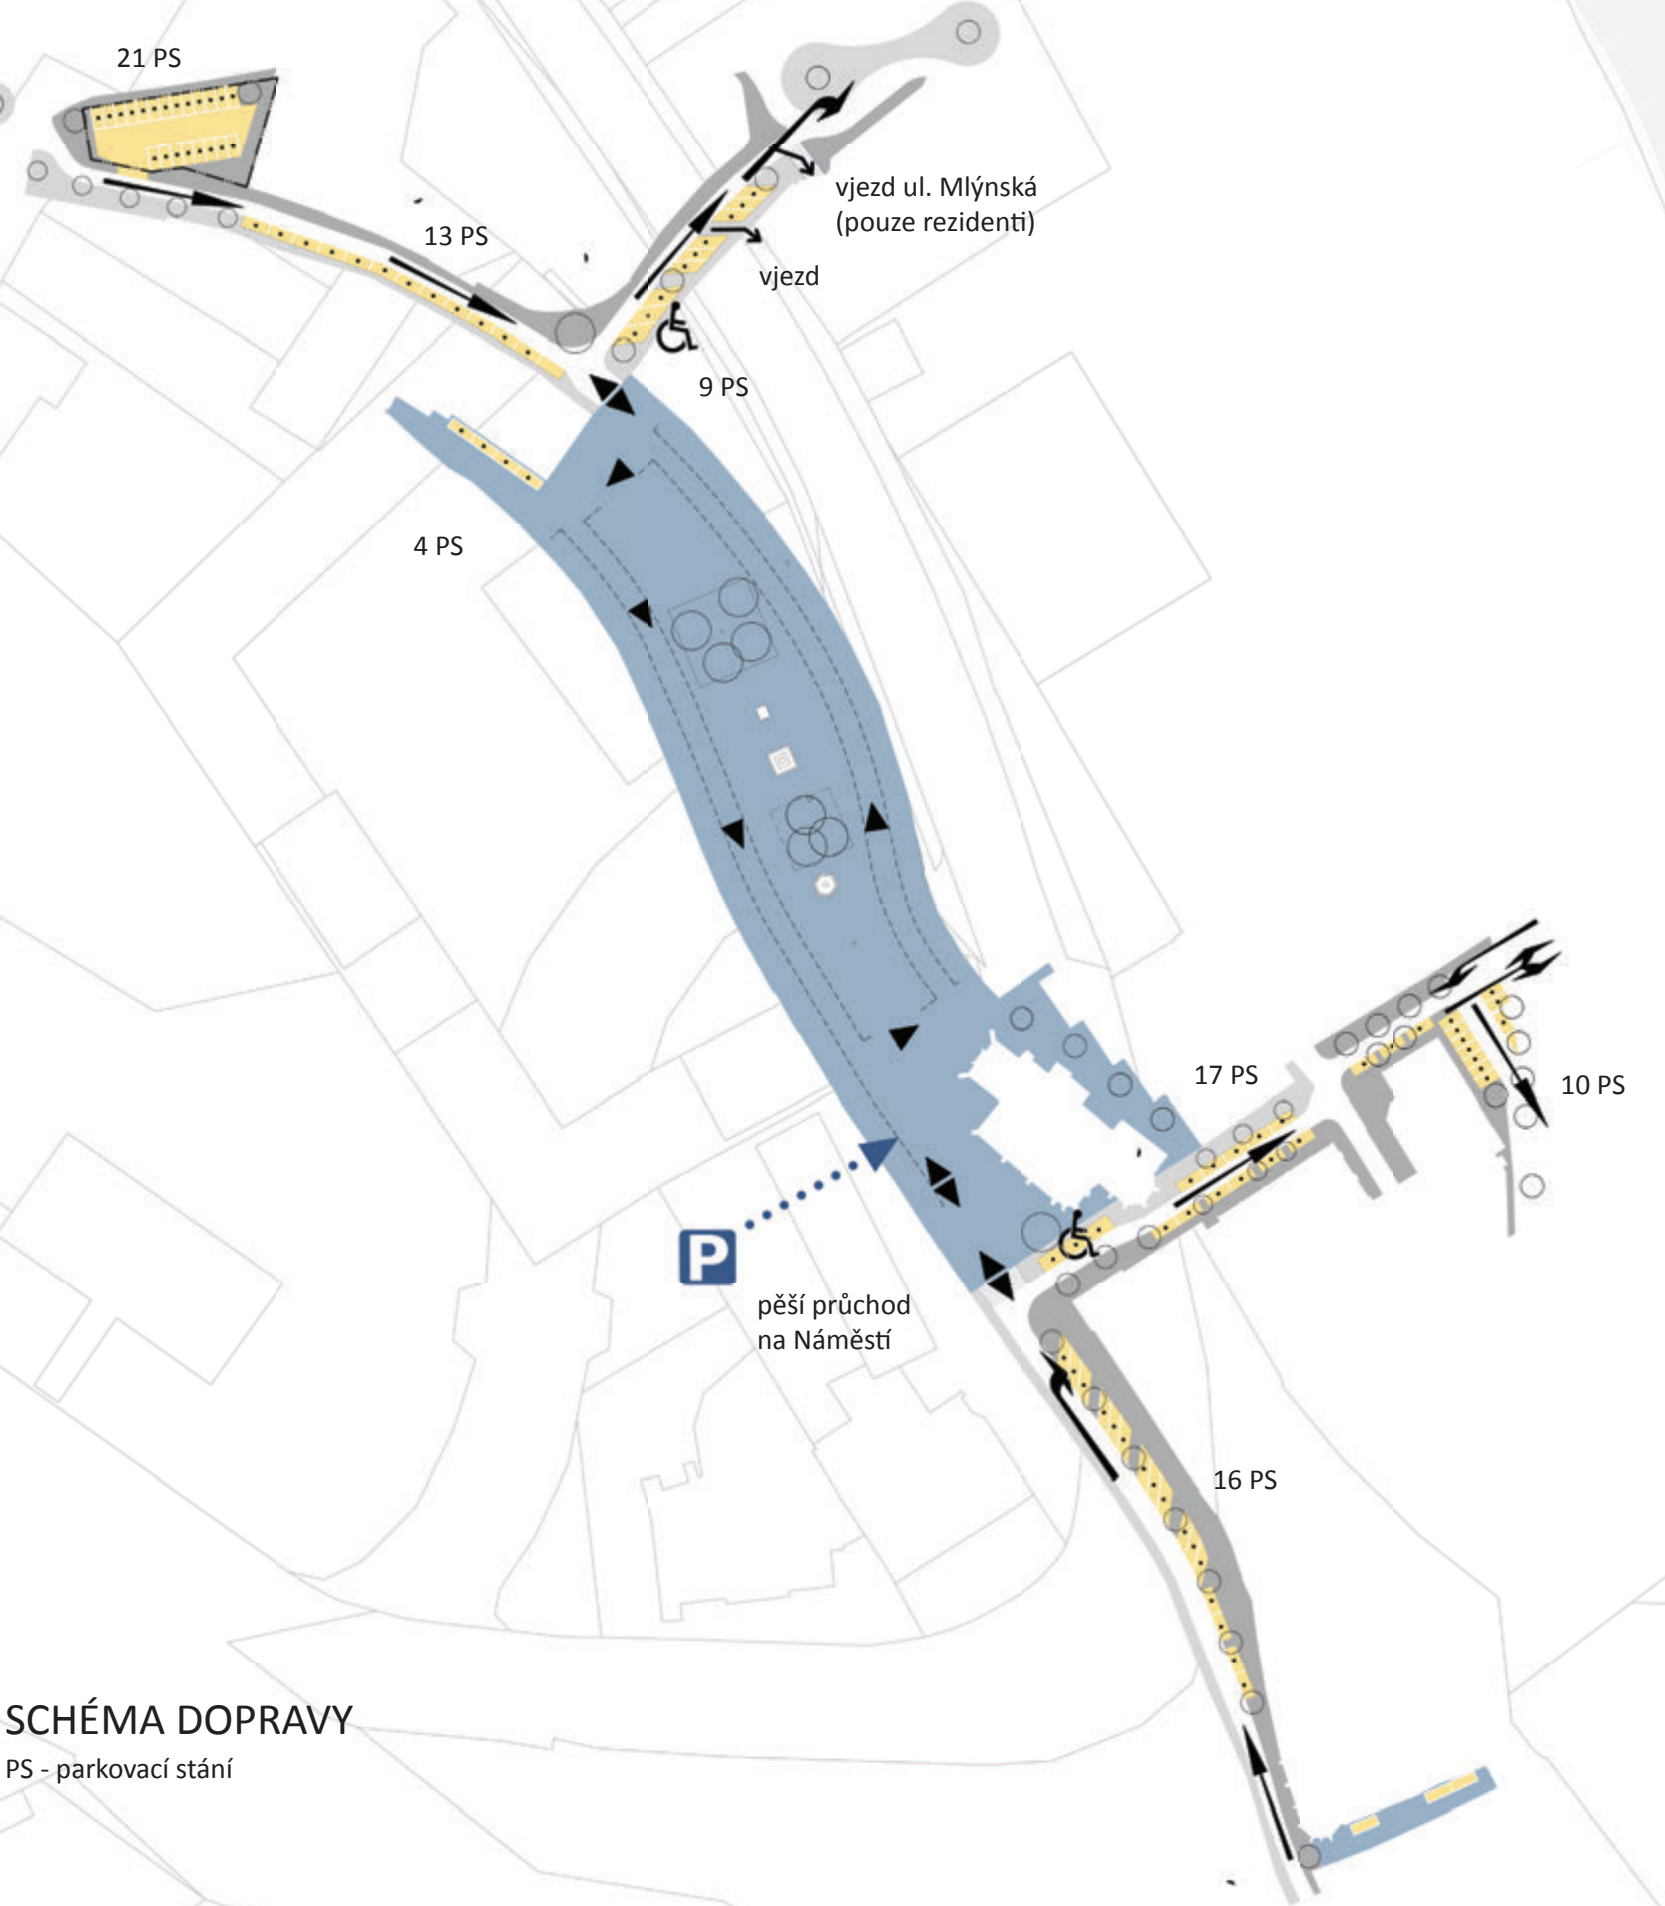 21 PS
13 PS
vjezd ul. Mlýnská
(pouze rezidenti)
vjezd
9 PS
4 PS
17 PS
10 PS
P
pěší průchod
na Náměstí
16 PS
SCHÉMA DOPRAVY
PS - parkovací stání